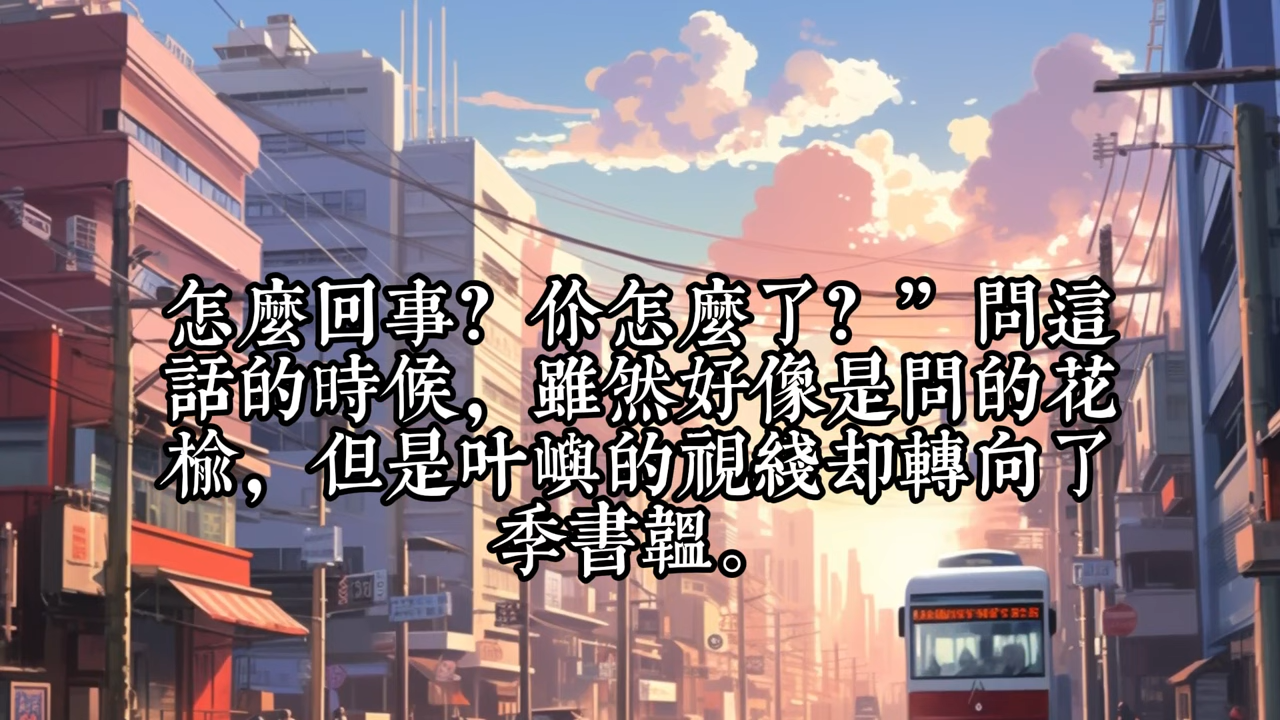 怎麼回事？你怎麼了？”問這
話的時候，雖然好像是問的花
榆，但是叶嶼的視綫却轉向了
季書韞。